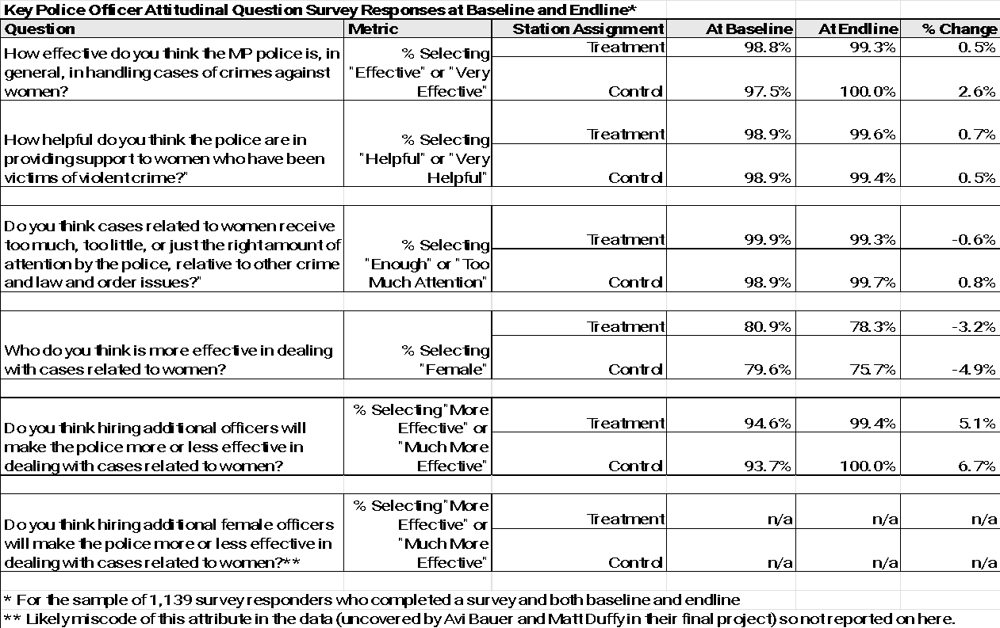 Key Police Officer Attitudinal Question Survey Responses at Baseline and Endline*
Question Metric Station Assignment At Baseline At Endline % Change
How effective do you think the MP police is, in
general, in handling cases of crimes against
women?
% Selecting
"Effective" or "Very
Effective"
Treatment 98.8% 99.3% 0.5%
Control 97.5% 100.0% 2.6%
How helpful do you think the police are in
providing support to women who have been
victims of violent crime?"
% Selecting
"Helpful" or "Very
Helpful"
Treatment 98.9% 99.6% 0.7%
Control 98.9% 99.4% 0.5%
Do you think cases related to women receive
too much, too little, or just the right amount of
attention by the police, relative to other crime
and law and order issues?"
% Selecting
"Enough" or "Too
Much Attention"
Treatment 99.9% 99.3% -0.6%
Control 98.9% 99.7% 0.8%
Who do you think is more effective in dealing
with cases related to women?
% Selecting
"Female"
Treatment 80.9% 78.3% -3.2%
Control 79.6% 75.7% -4.9%
Do you think hiring additional officers will
make the police more or less effective in
dealing with cases related to women?
% Selecting "More
Effective" or
"Much More
Effective"
Treatment 94.6% 99.4% 5.1%
Control 93.7% 100.0% 6.7%
Do you think hiring additional female officers
will make the police more or less effective in
dealing with cases related to women?**
% Selecting "More
Effective" or
"Much More
Effective"
Treatment n/a n/a n/a
Control n/a n/a n/a
* For the sample of 1,139 survey responders who completed a survey and both baseline and endline
** Likely miscode of this attribute in the data (uncovered by Avi Bauer and Matt Duffy in their final project) so not reported on here.